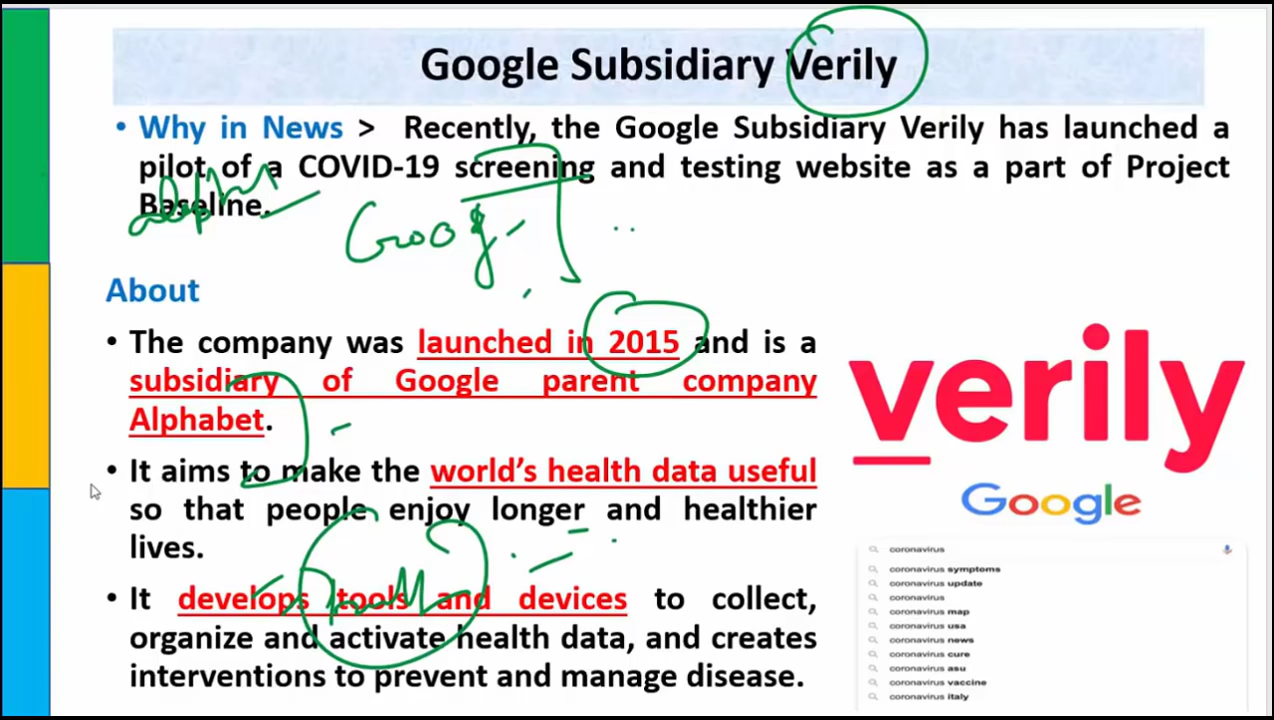 Google Subsidiary Verily
• Why in News > Recently, the Google Subsidiary Verily has launched a
pilot of a COVID-19 screening and testing website as a part of Project
Baseline.
Goog
About
• The company was launched in 2015 and is a
subsidiary of Google parent company
Alphabet.
• It aims to make the world's health data useful
so that people enjoy longer and healthier
lives.
• It develops tools and devices to collect,
organize and activate health data, and creates
interventions to prevent and manage disease.
verily
Google
coronavirus
coronavirus symptoms
coronavirus update
coronavirus
coronavirus map
coronavirus usa
coronavirus news
coronavirus cure
coronavirus asu
coronavirus vaccine
coronavirus italy